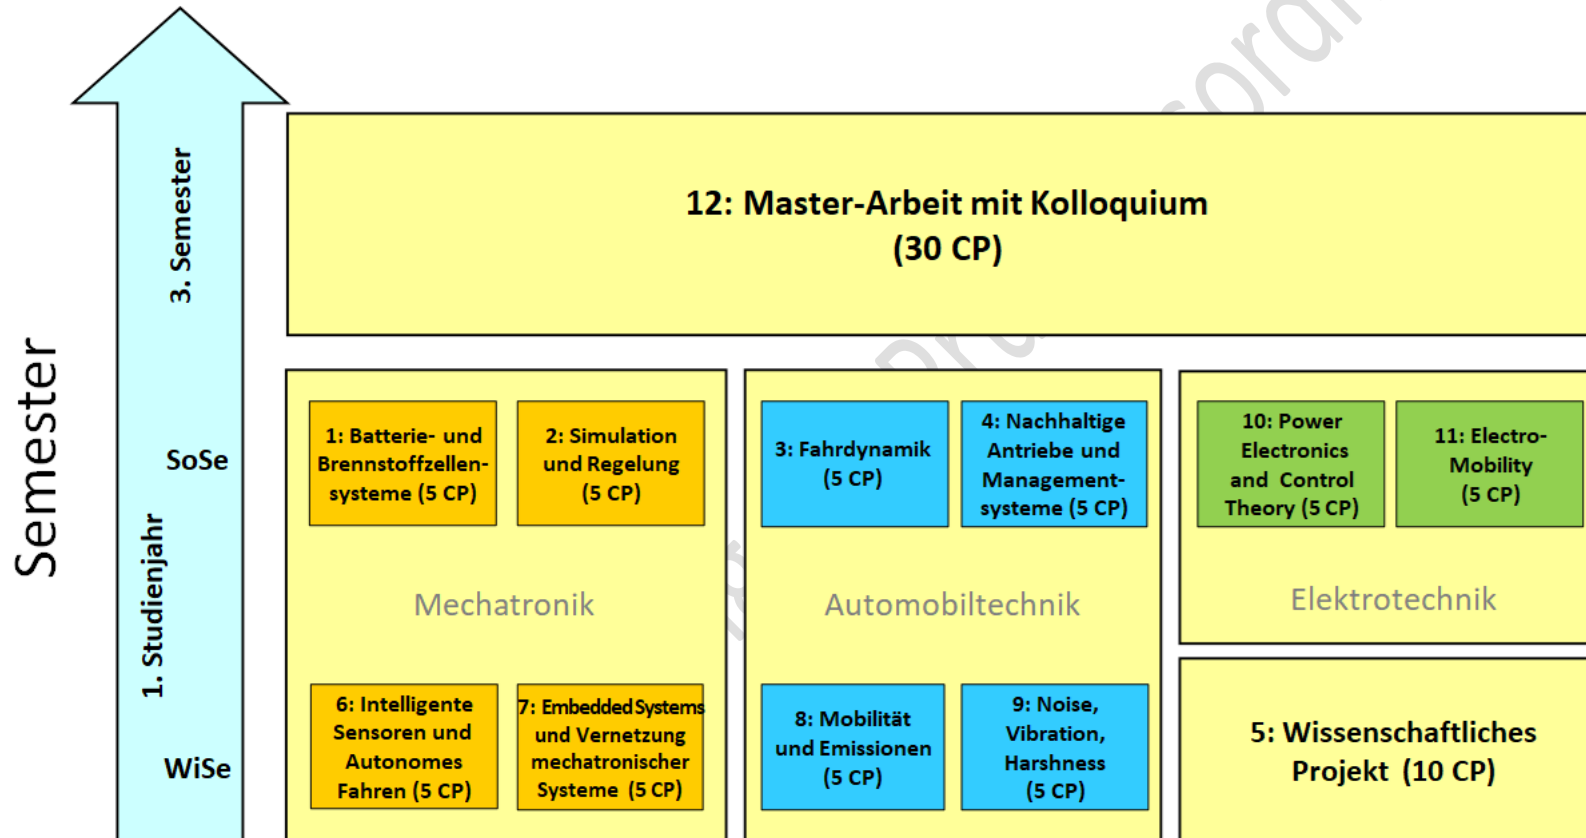 Semester
3. Semester
1. Studienjahr
SoSe
WiSe
12: Master-Arbeit mit Kolloquium
(30 CP)
1: Batterie- und
Brennstoffzellen-
systeme (5 CP)
2: Simulation
und Regelung
(5 CP)
Mechatronik
6: Intelligente
Sensoren und
Autonomes
Fahren (5 CP)
7: Embedded Systems
und Vernetzung
mechatronischer
Systeme (5 CP)
3: Fahrdynamik
(5 CP)
4: Nachhaltige
Antriebe und
Management-
systeme (5 CP)
Automobiltechnik
8: Mobilität
und Emissionen
(5 CP)
9: Noise,
Vibration,
Harshness
(5 CP)
10: Power
Electronics
and Control
Theory (5 CP)
11: Electro-
Mobility
(5 CP)
Elektrotechnik
5: Wissenschaftliches
Projekt (10 CP)